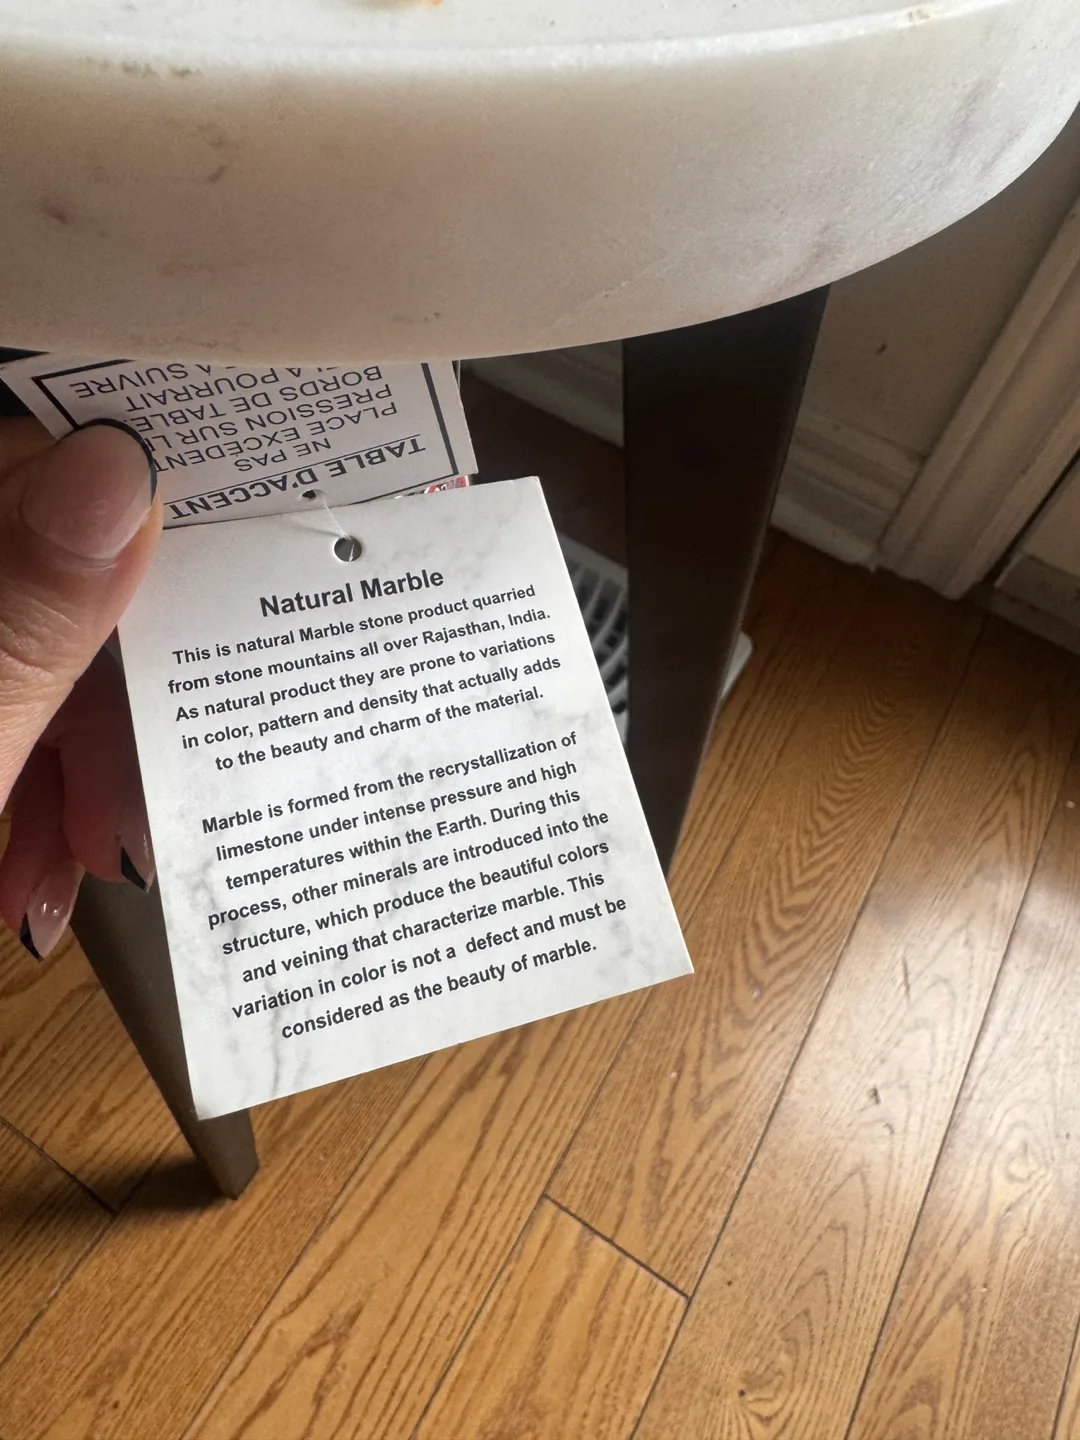 TABLE D'ACCENT
NE PAS
PLACE EXCÉDENT
PRESSION SUR
BORDS DE TABLE
POURRAIT
A SUIVRE
Natural Marble
This is natural Marble stone product quarried
from stone mountains all over Rajasthan, India.
As natural product they are prone to variations
in color, pattern and density that actually adds
to the beauty and charm of the material.
Marble is formed from the recrystallization of
limestone under intense pressure and high
temperatures within the Earth. During this
process, other minerals are introduced into the
structure, which produce the beautiful colors
and veining that characterize marble. This
variation in color is not a defect and must be
considered as the beauty of marble.